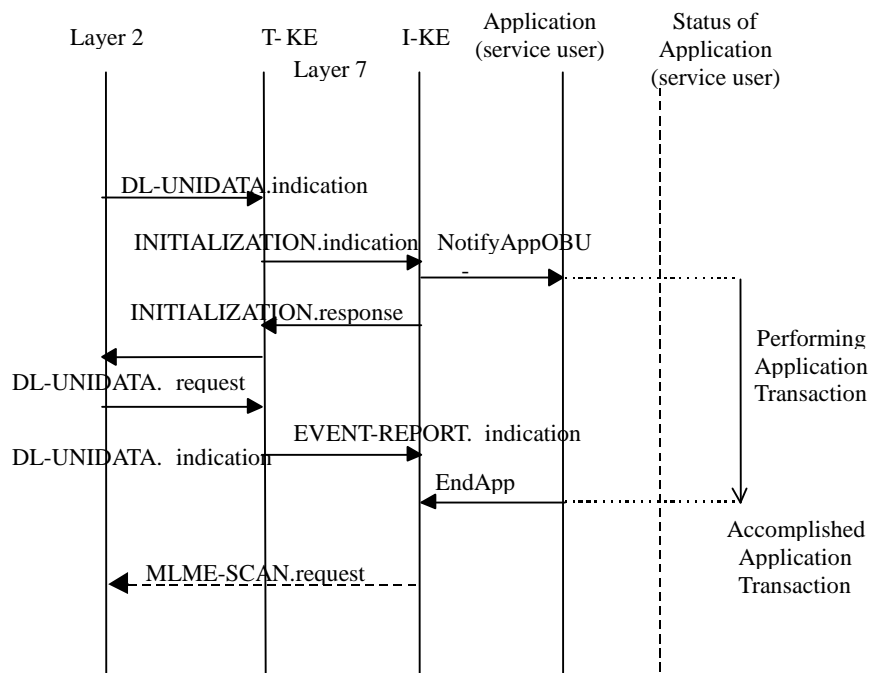 Layer 2
T- KE
I-KE
Application
(service user)
Status of
Application
(service user)
Layer 7
DL-UNIDATA.indication
INITIALIZATION.indication
NotifyAppOBU
-
INITIALIZATION.response
Performing
Application
Transaction
DL-UNIDATA. request
EVENT-REPORT. indication
DL-UNIDATA. indication
EndApp
Accomplished
Application
Transaction
MLME-SCAN.request